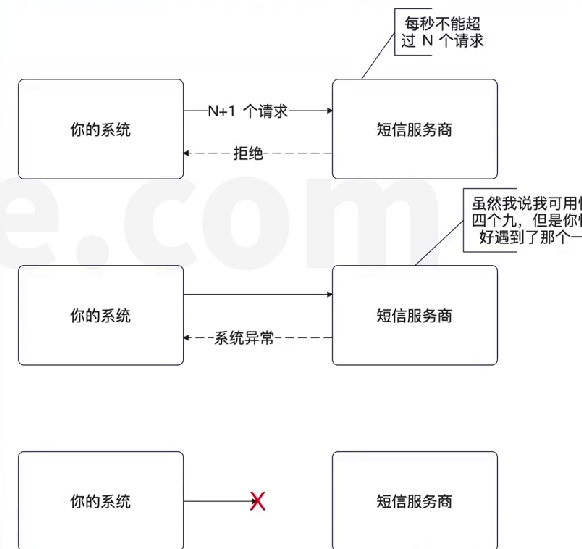 每秒不能超
过 N 个请求
你的系统
N+1 个请求
短信服务商
拒绝
e.com
虽然我说我可用
四个九，但是你
好遇到了那个一
你的系统
短信服务商
系统异常
你的系统
X
短信服务商